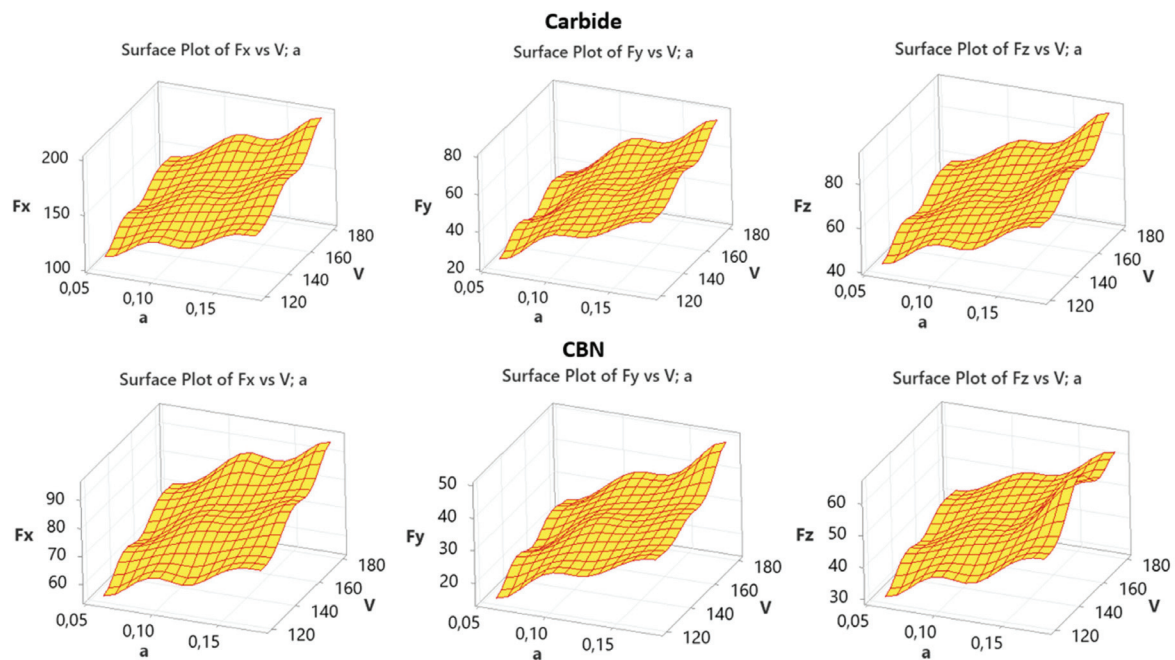 Carbide
Surface Plot of Fx vs V; a
200
150
100
Fx
0,05
0,10
0,15
a
120
140
160
180
V
Surface Plot of Fy vs V; a
80
60
40
20
Fy
0,05
0,10
0,15
a
120
140
160
180
V
Surface Plot of Fz vs V; a
80
60
40
Fz
0,05
0,10
0,15
a
120
140
160
180
V
CBN
Surface Plot of Fx vs V; a
90
80
70
60
Fx
0,05
0,10
0,15
a
120
140
160
180
V
Surface Plot of Fy vs V; a
50
40
30
20
Fy
0,05
0,10
0,15
a
120
140
160
180
V
Surface Plot of Fz vs V; a
60
50
40
30
Fz
0,05
0,10
0,15
a
120
140
160
180
V